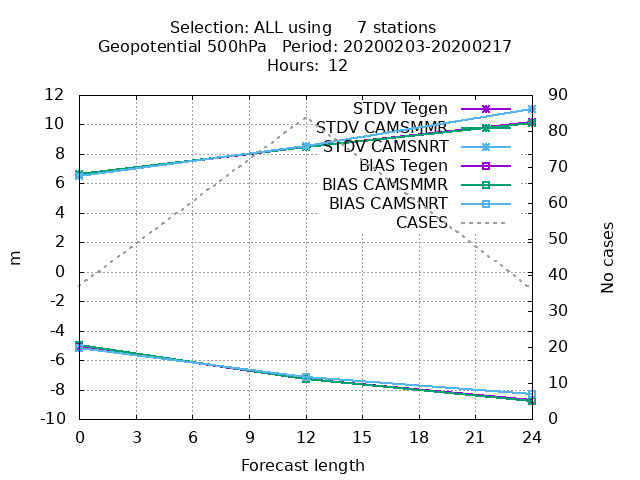 Selection: ALL using     7 stations
Geopotential 500hPa   Period: 20200203-20200217
Hours:  12
12
10
8
6
4
2
0
-2
-4
-6
-8
-10
m
90
80
70
60
50
40
30
20
10
0
No cases
STDV Tegen
STDV CAMSMMR
STDV CAMSNRT
BIAS Tegen
BIAS CAMSMMR
BIAS CAMSNRT
CASES
0 3 6 9 12 15 18 21 24
Forecast length